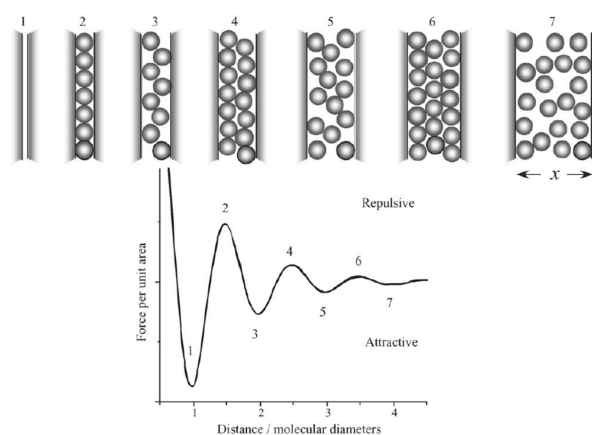 1 2 3 4 5 6 7
x
Force per unit area
Repulsive
2
4
6
1
3
5
7
Attractive
1 2 3 4
Distance / molecular diameters